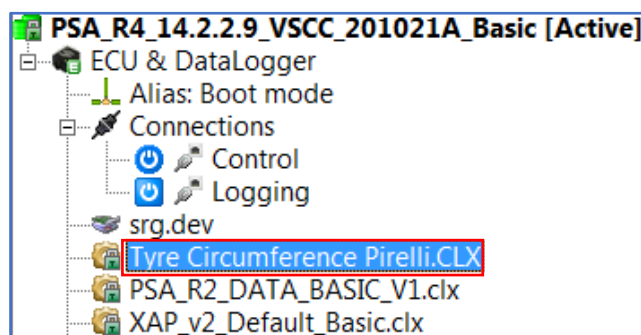 PSA_R4_14.2.2.9_VSCC_201021A_Basic [Active]
ECU & DataLogger
Alias: Boot mode
Connections
Control
Logging
srg.dev
Tyre Circumference Pirelli.CLX
PSA_R2_DATA_BASIC_V1.clx
XAP_v2_Default_Basic.clx